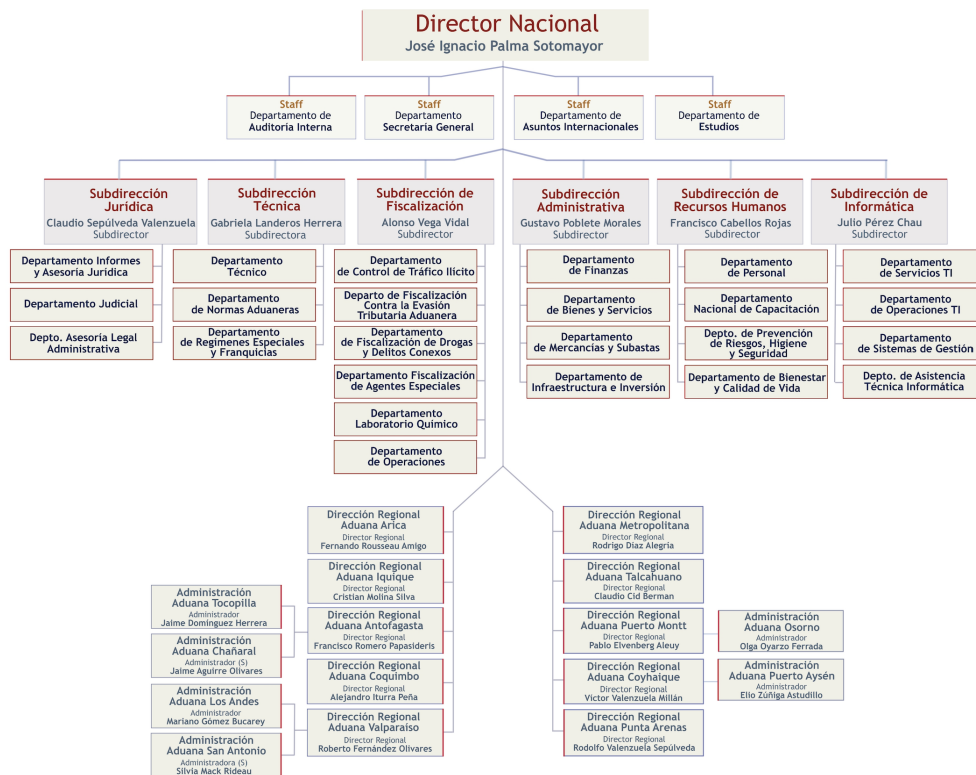 Director Nacional
José Ignacio Palma Sotomayor
Staff
Departamento de
Auditoria Interna
Staff
Departamento
Secretaria General
Staff
Departamento de
Asuntos Internacionales
Staff
Departamento de
Estudios
Subdirección
Jurídica
Claudio Sepúlveda Valenzuela
Subdirector
Departamento Informes
y Asesoría Jurídica
Departamento Judicial
Depto. Asesoría Legal
Administrativa
Subdirección
Técnica
Gabriela Landeros Herrera
Subdirectora
Departamento
Técnico
Departamento
de Normas Aduaneras
Departamento
de Regímenes Especiales
y Franquicias
Subdirección de
Fiscalización
Alonso Vega Vidal
Subdirector
Departamento
de Control de Tráfico Ilícito
Departo de Fiscalización
Contra la Evasión
Tributaria Aduanera
Departamento
de Fiscalización de Drogas
y Delitos Conexos
Departamento Fiscalización
de Agentes Especiales
Departamento
Laboratorio Químico
Departamento
de Operaciones
Subdirección
Administrativa
Gustavo Poblete Morales
Subdirector
Departamento
de Finanzas
Departamento
de Bienes y Servicios
Departamento
de Mercancías y Subastas
Departamento de
Infraestructura e Inversión
Subdirección de
Recursos Humanos
Francisco Cabellos Rojas
Subdirector
Departamento
de Personal
Departamento
Nacional de Capacitación
Depto. de Prevención
de Riesgos, Higiene
y Seguridad
Departamento de Bienestar
y Calidad de Vida
Subdirección de
Informática
Julio Pérez Chau
Subdirector
Departamento
de Servicios TI
Departamento
de Operaciones TI
Departamento
de Sistemas de Gestión
Depto. de Asistencia
Técnica Informática
Dirección Regional
Aduana Arica
Director Regional
Fernando Rousseau Amigo
Dirección Regional
Aduana Iquique
Director Regional
Cristian Molina Silva
Dirección Regional
Aduana Antofagasta
Director Regional
Francisco Romero Papasideris
Administración
Aduana Tocopilla
Administrador
Jaime Domínguez Herrera
Administración
Aduana Chañaral
Administrador (S)
Jaime Aguirre Olivares
Dirección Regional
Aduana Coquimbo
Director Regional
Alejandro Iturra Peña
Dirección Regional
Aduana Valparaíso
Director Regional
Roberto Fernández Olivares
Administración
Aduana Los Andes
Administrador
Mariano Gómez Bucarey
Administración
Aduana San Antonio
Administradora (S)
Silvia Mack Rideau
Dirección Regional
Aduana Metropolitana
Director Regional
Rodrigo Díaz Alegría
Dirección Regional
Aduana Talcahuano
Director Regional
Claudio Cid Berman
Dirección Regional
Aduana Puerto Montt
Director Regional
Pablo Elvenberg Aleuy
Administración
Aduana Osorno
Administrador
Olga Oyarzo Ferrada
Dirección Regional
Aduana Coyhaique
Director Regional
Víctor Valenzuela Millán
Administración
Aduana Puerto Aysén
Administrador
Elio Zúñiga Astudillo
Dirección Regional
Aduana Punta Arenas
Director Regional
Rodolfo Valenzuela Sepúlveda